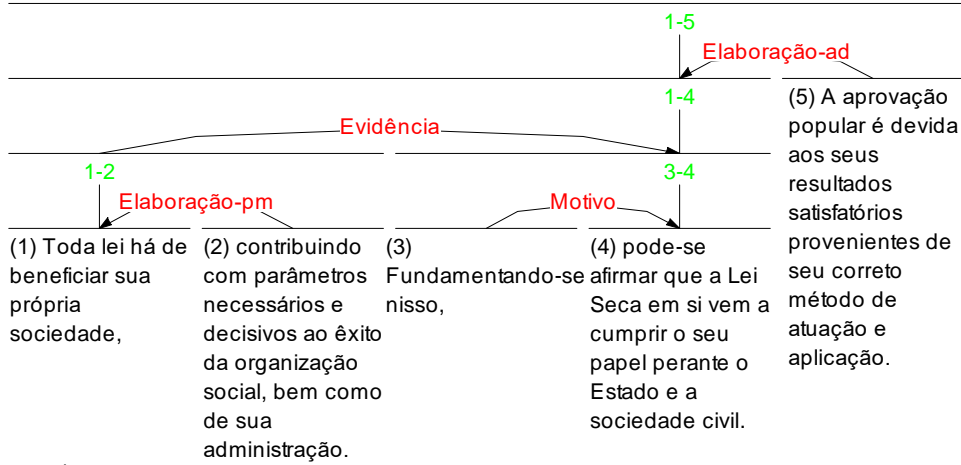 1-5
Elaboração-ad
1-4
Evidência
1-2
3-4
Elaboração-pm
Motivo
(1) Toda lei há de
beneficiar sua
própria
sociedade,
(2) contribuindo
com parâmetros
necessários e
decisivos ao êxito
da organização
social, bem como
de sua
administração.
(3)
Fundamentando-se
nisso,
(4) pode-se
afirmar que a Lei
Seca em si vem a
cumprir o seu
papel perante o
Estado e a
sociedade civil.
(5) A aprovação
popular é devida
aos seus
resultados
satisfatórios
provenientes de
seu correto
método de
atuação e
aplicação.